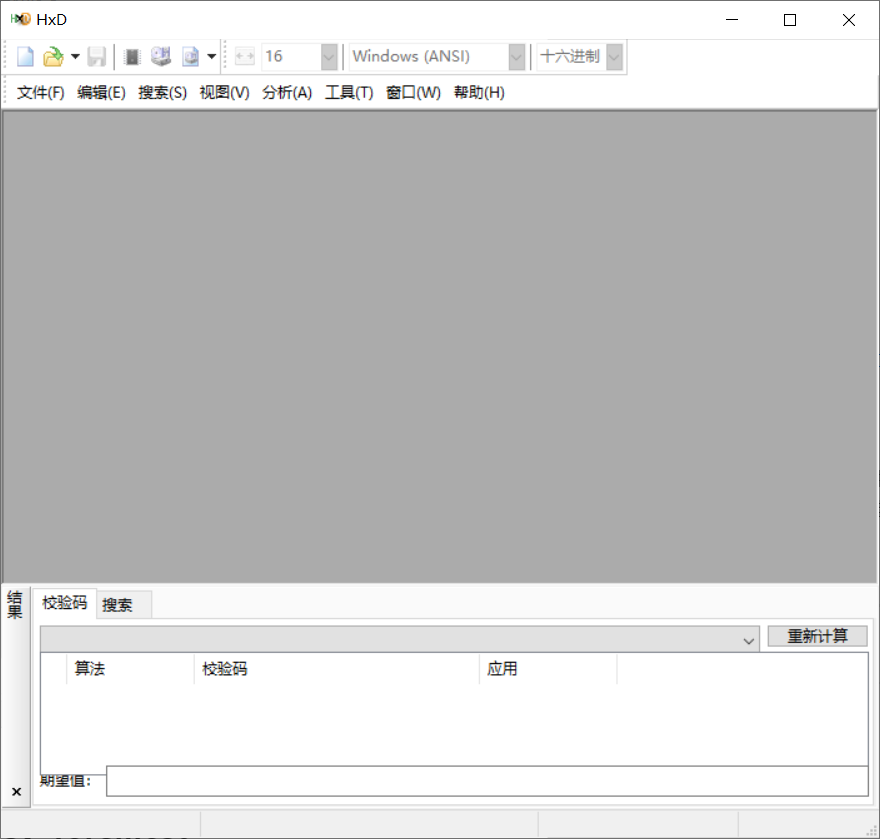 HxD
16 Windows (ANSI) 十六进制
文件(F) 编辑(E) 搜索(S) 视图(V) 分析(A) 工具(T) 窗口(W) 帮助(H)
结果
校验码 搜索
重新计算
算法 校验码 应用
期望值: